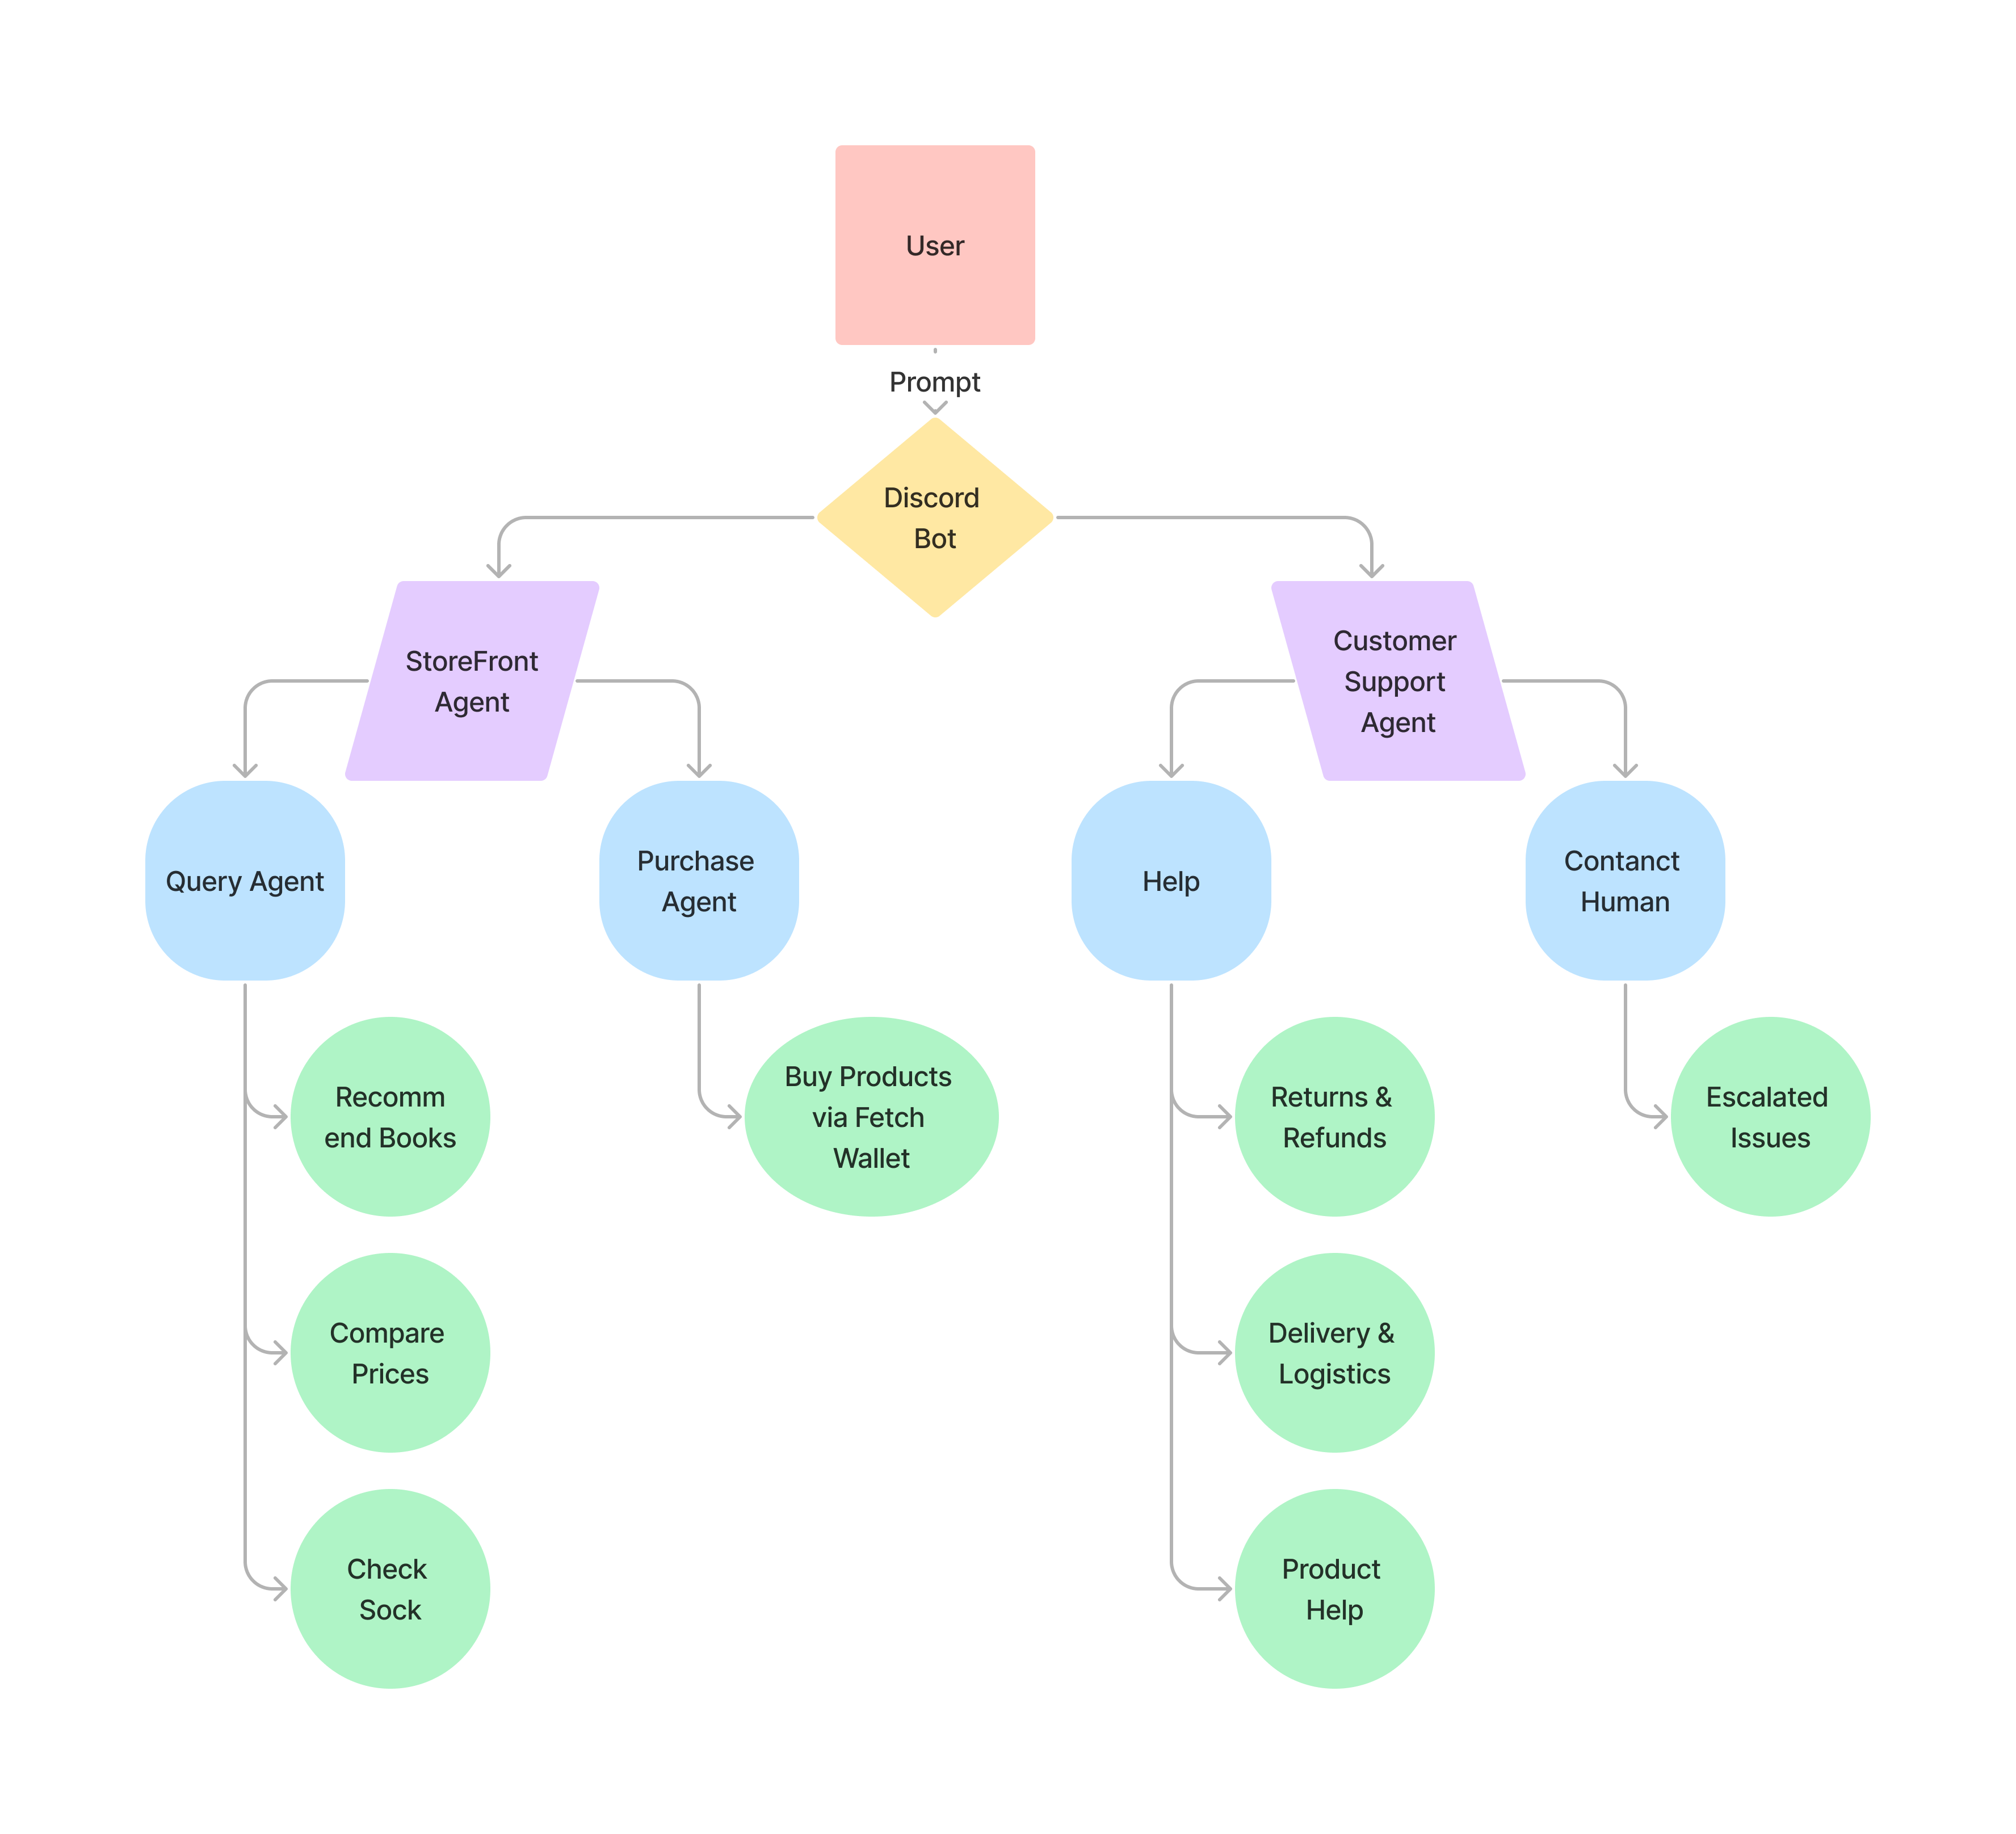 User
Prompt
Discord
Bot
StoreFront
Agent
Customer
Support
Agent
Query Agent
Purchase
Agent
Help
Contanct
Human
Recomm
end Books
Buy Products
via Fetch
Wallet
Returns &
Refunds
Escalated
Issues
Compare
Prices
Delivery &
Logistics
Check
Sock
Product
Help